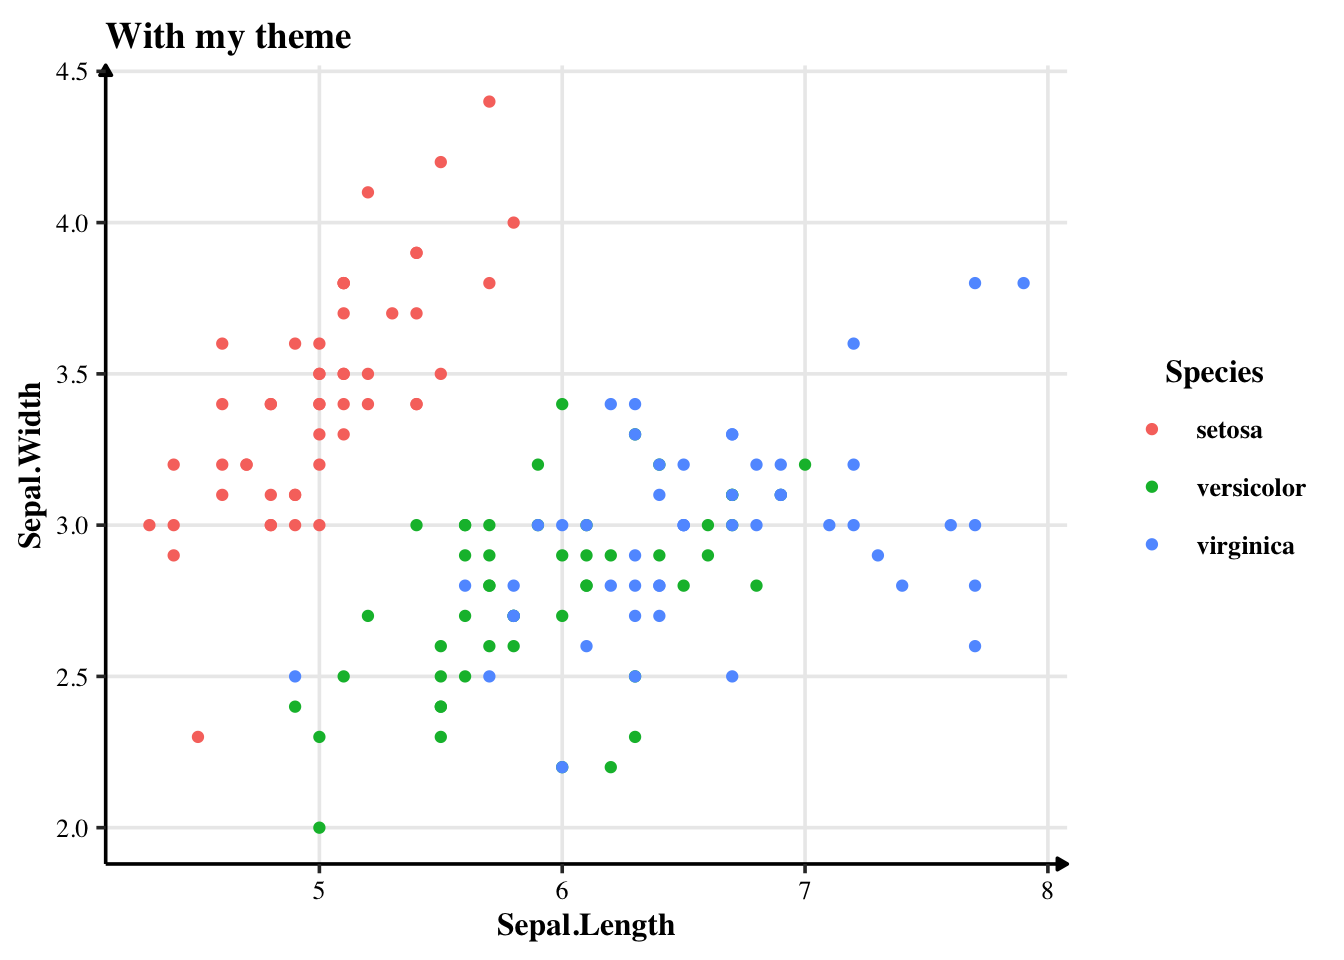 With my theme
4.5
4.0
3.5
3.0
2.5
2.0
Sepal.Width
5 6 7 8
Sepal.Length
Species
setosa
versicolor
virginica